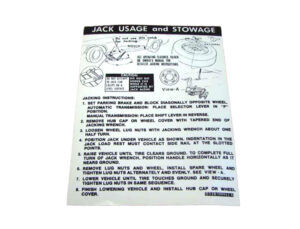 JACK USAGE and STOWAGE
VIEW-A
JACKING INSTRUCTIONS:
1. SET PARKING BRAKE AND BLOCK DIAGONALLY OPPOSITE WHEEL.
AUTOMATIC TRANSMISSION: PLACE SELECTOR LEVER IN "P"
POSITION.
MANUAL TRANSMISSION: PLACE SHIFT LEVER IN REVERSE.
2. REMOVE HUB CAP OR WHEEL COVER WITH TAPERED END OF
JACKING WRENCH.
3. LOOSEN WHEEL LUG NUTS WITH JACKING WRENCH ABOUT ONE
HALF TURN.
4. POSITION JACK UNDER VEHICLE AS SHOWN.
JACK LOAD REST MUST CONTACT SIDE RAIL AT THE SLOTTED
POINTS.
5. RAISE VEHICLE UNTIL TIRE CLEARS GROUND. TO COMPLETE FULL
TURN OF JACK WRENCH, POSITION HANDLE HORIZONTALLY AS IT
NEARS GROUND.
6. REMOVE LUG NUTS AND WHEEL, INSTALL SPARE WHEEL AND
TIGHTEN LUG NUTS ALTERNATELY AND EVENLY. SEE VIEW - A.
7. LOWER VEHICLE UNTIL TIRE TOUCHES GROUND AND SECURELY
TIGHTEN LUG NUTS IN SAME SEQUENCE.
8. FINISH LOWERING VEHICLE AND INSTALL HUB CAP OR WHEEL
COVER.